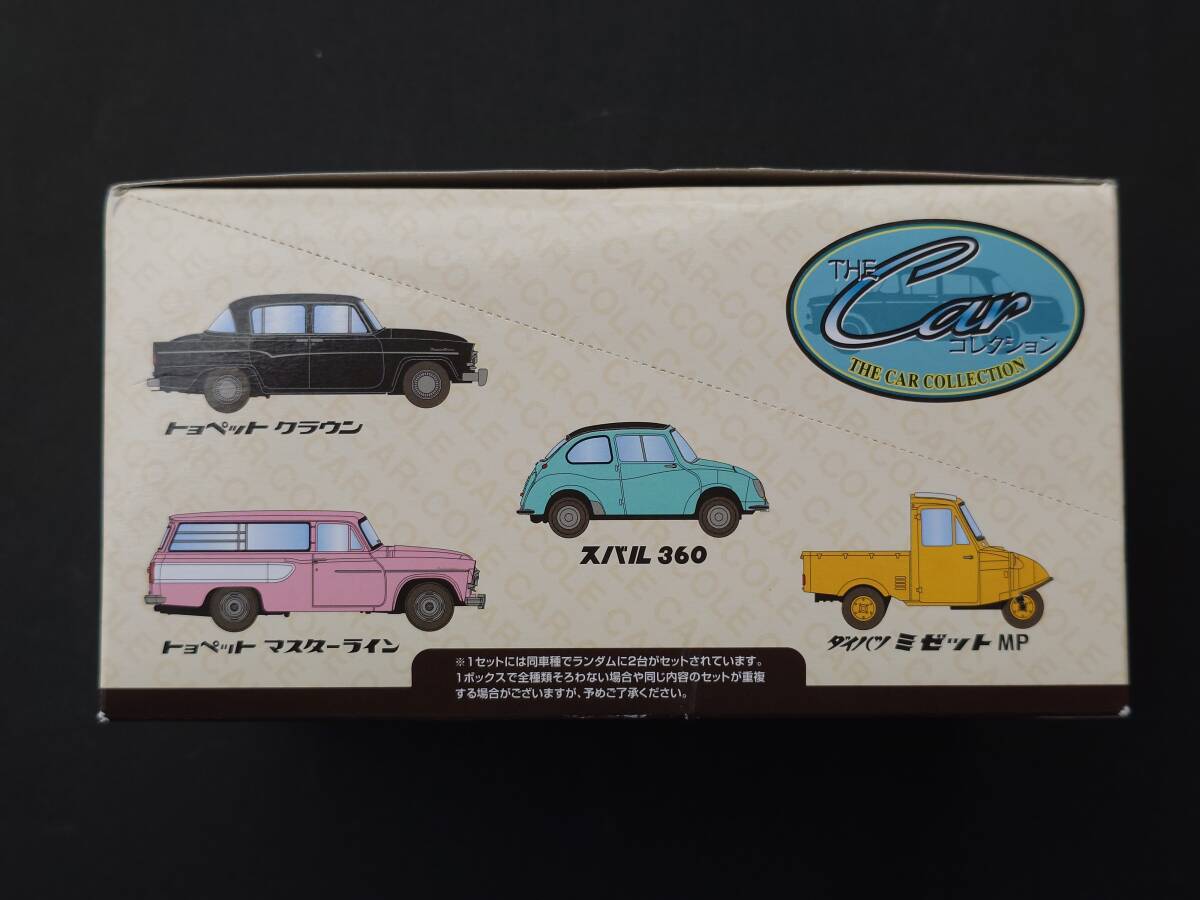 THE
Car
コレクション
THE CAR COLLECTION
トヨペット クラウン
スバル 360
トヨペット マスターライン
ダイハツ ミゼット MP
※1セットには同車種でランダムに2台がセットされています。
1ボックスで全種類そろわない場合や同じ内容のセットが重複
する場合がございますが、予めご了承ください。